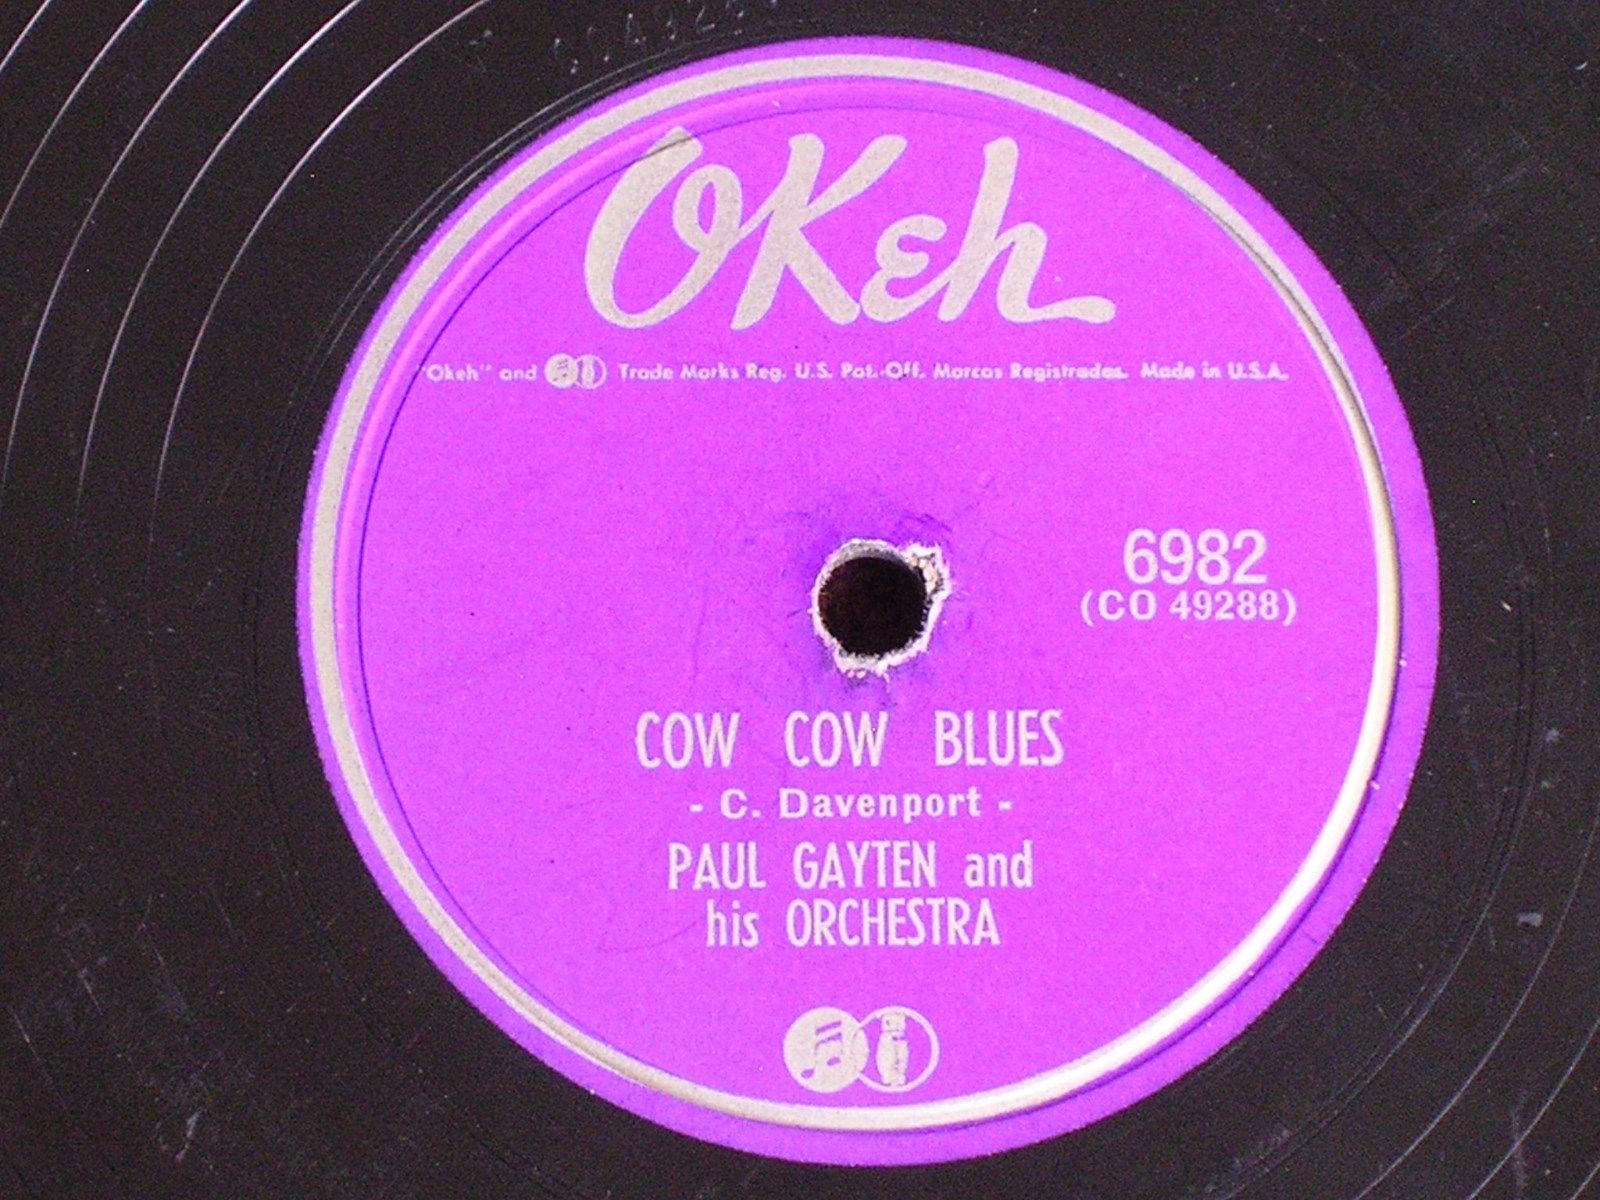 OKeh
"Okeh" and Trade Marks Reg. U.S. Pat. Off. Marcas Registradas. Made in U.S.A.
6982
(CO 49288)
COW COW BLUES
- C. Davenport -
PAUL GAYTEN and
his ORCHESTRA